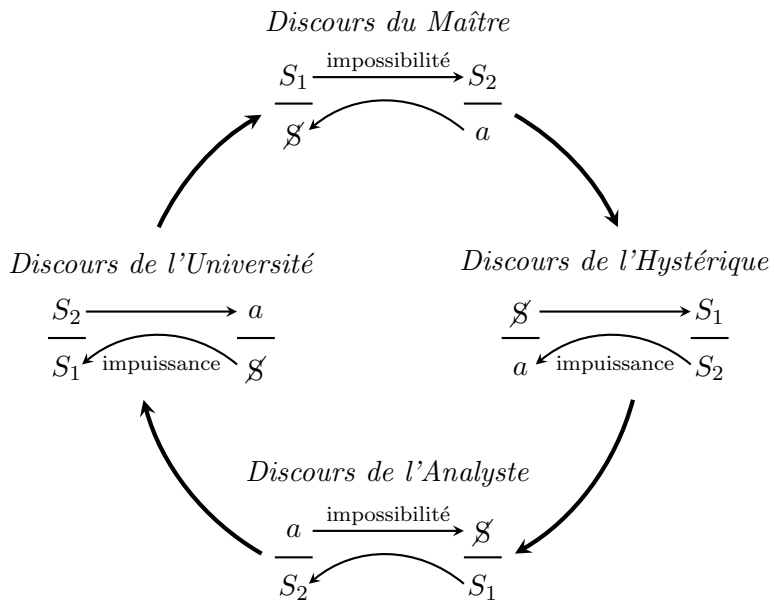 Discours du Maître
impossibilité
S₁ S₂
$ a
Discours de l'Université
S₂ a
S₁ impuissance $
Discours de l'Hystérique
$ S₁
a impuissance S₂
Discours de l'Analyste
impossibilité
a $
S₂ S₁